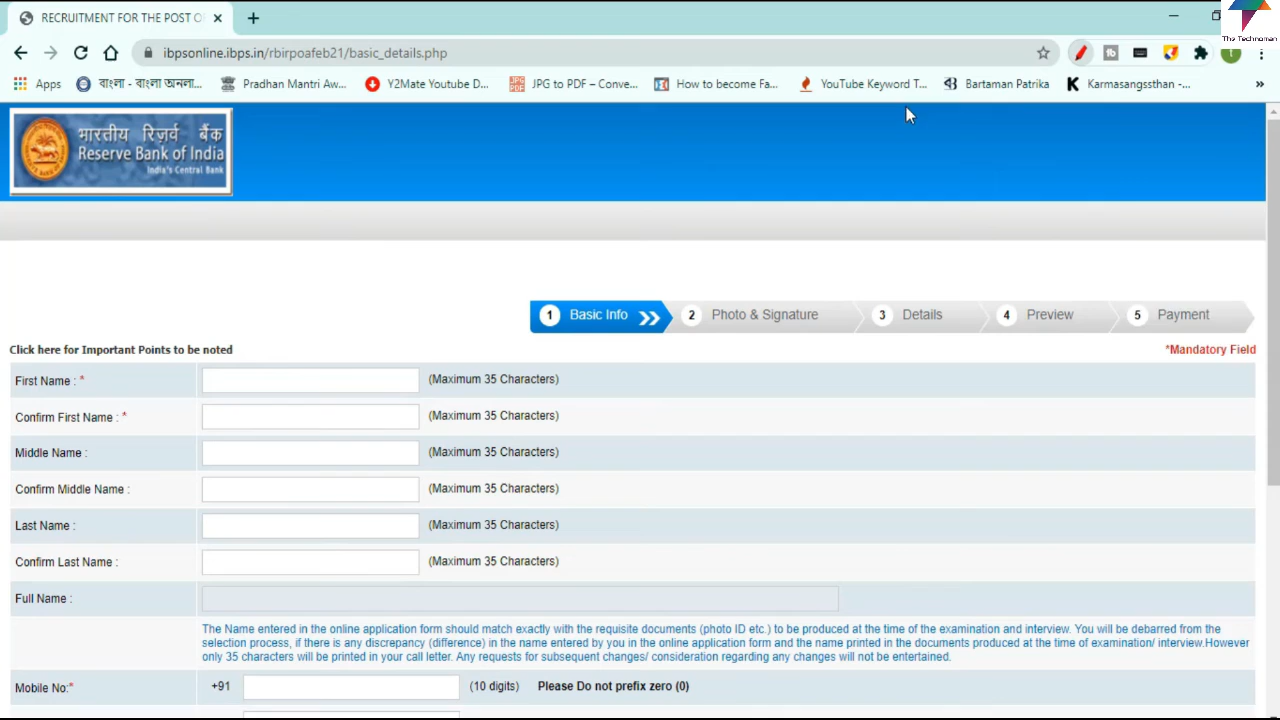 RECRUITMENT FOR THE POST O
The Technoman
ibpsonline.ibps.in/rbirpoafeb21/basic_details.php
Apps
বাংলা - বাংলা অনলা...
Pradhan Mantri Aw...
Y2Mate Youtube D...
JPG to PDF – Conve...
How to become Fa...
YouTube Keyword T...
Bartaman Patrika
Karmasangssthan -...
भारतीय रिज़र्व बैंक
Reserve Bank of India
India's Central Bank
1 Basic Info 2 Photo & Signature 3 Details 4 Preview 5 Payment
Click here for Important Points to be noted
*Mandatory Field
First Name : * (Maximum 35 Characters)
Confirm First Name : * (Maximum 35 Characters)
Middle Name : (Maximum 35 Characters)
Confirm Middle Name : (Maximum 35 Characters)
Last Name : (Maximum 35 Characters)
Confirm Last Name : (Maximum 35 Characters)
Full Name :
The Name entered in the online application form should match exactly with the requisite documents (photo ID etc.) to be produced at the time of the examination and interview. You will be debarred from the
selection process, if there is any discrepancy (difference) in the name entered by you in the online application form and the name printed in the documents produced at the time of examination/ interview.However
only 35 characters will be printed in your call letter. Any requests for subsequent changes/ consideration regarding any changes will not be entertained.
Mobile No:* +91 (10 digits) Please Do not prefix zero (0)